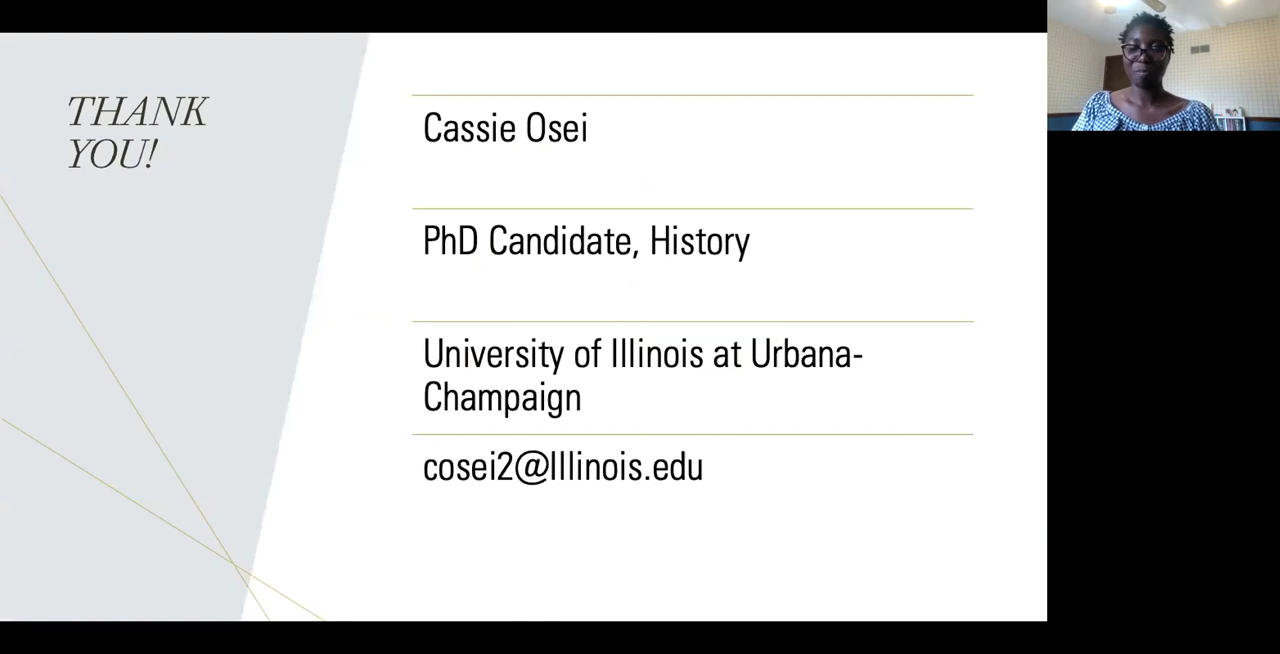 THANK
YOU!
Cassie Osei
PhD Candidate, History
University of Illinois at Urbana-
Champaign
cosei2@Illinois.edu